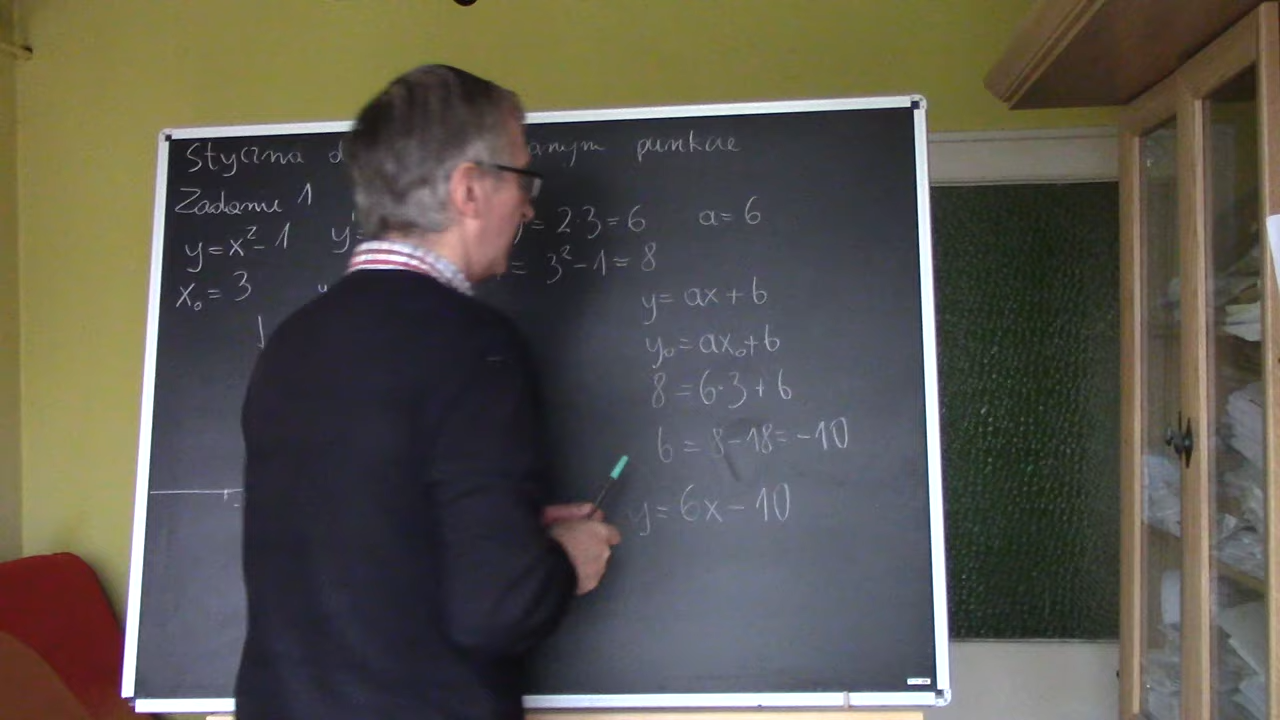 Styczna punkcie
Zadanie 1
y=x²-1 = 2·3=6 a=6
x₀=3 = 3²-1=8
y=ax+b
y₀=ax₀+b
8=6·3+b
b=8-18=-10
y=6x-10